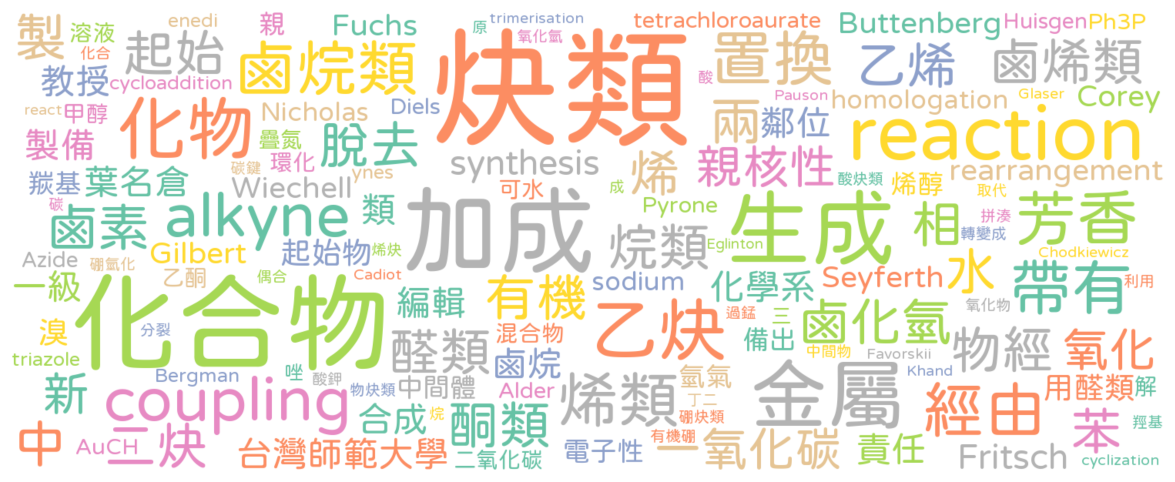 製
溶液
化合
enedi
起始
親
鹵烷類
Fuchs
原
trimerisation
氧化氫
炔類
tetrachloroaurate
置換
Buttenberg
乙烯
Huisgen
Ph3P
鹵烯類
教授
cycloaddition
react
甲醇
化物
Nicholas
Diels
酸
Pauson
兩
鄰位
homologation
Glaser
Corey
reaction
製備
疊氮
環化
脫去
碳鍵
ynes
synthesis
可水
烯
親核性
酸炔類
烯醇
rearrangement
取代
羰基
葉名倉
Wiechell
成
Pyrone
拼湊
碳
鹵素
alkyne
類
加成
烷類
生成
相
芳香
轉變成
Azide
硼氫化
Gilbert
起始物
烯炔
Eglinton
Chodkiewicz
一級
乙酮
偶合
Cadiot
sodium
化學系
Seyferth
水
帶有
利用
化合物
編輯
有機
乙炔
過錳
三
鹵化氫
氧化物
溴
分裂
混合物
備出
triazole
醛類
鹵烷
中間物
Favorskii
物經
氧化
Bergman
唑
酸鉀
物炔類
中間體
Alder
烯類
氫氣
丁二
金屬
Khand
用醛類
解
新
coupling
烷
合成
酮類
硼炔類
經由
苯
羥基
中
AuCH
二炔
台灣師範大學
二氧化碳
電子性
有機硼
一氧化碳
責任
Fritsch
cyclization